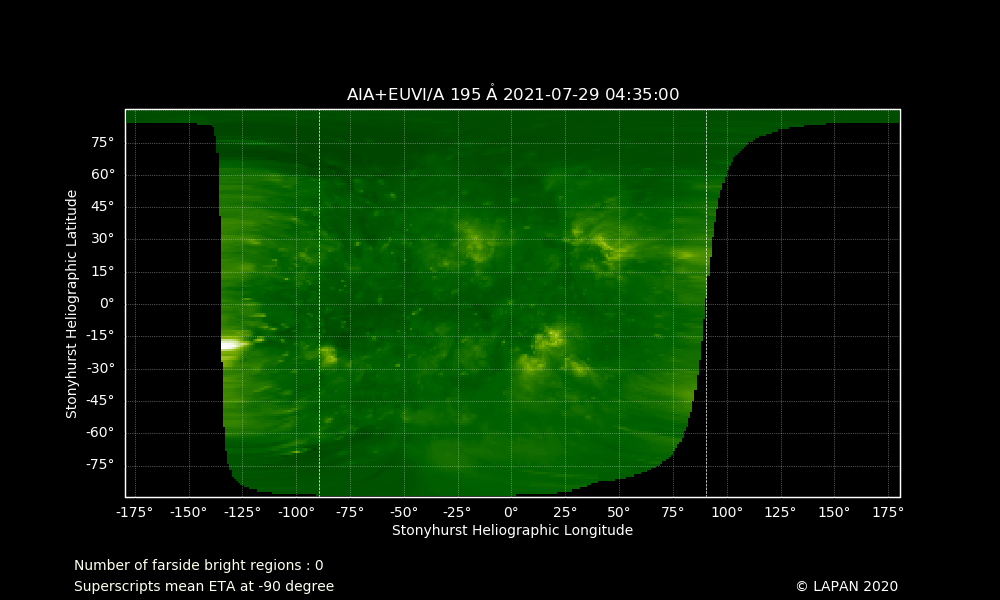 AIA+EUVI/A 195 Å 2021-07-29 04:35:00
Stonyhurst Heliographic Latitude
75°
60°
45°
30°
15°
0°
-15°
-30°
-45°
-60°
-75°
-175° -150° -125° -100° -75° -50° -25° 0° 25° 50° 75° 100° 125° 150° 175°
Stonyhurst Heliographic Longitude
Number of farside bright regions : 0
Superscripts mean ETA at -90 degree
© LAPAN 2020